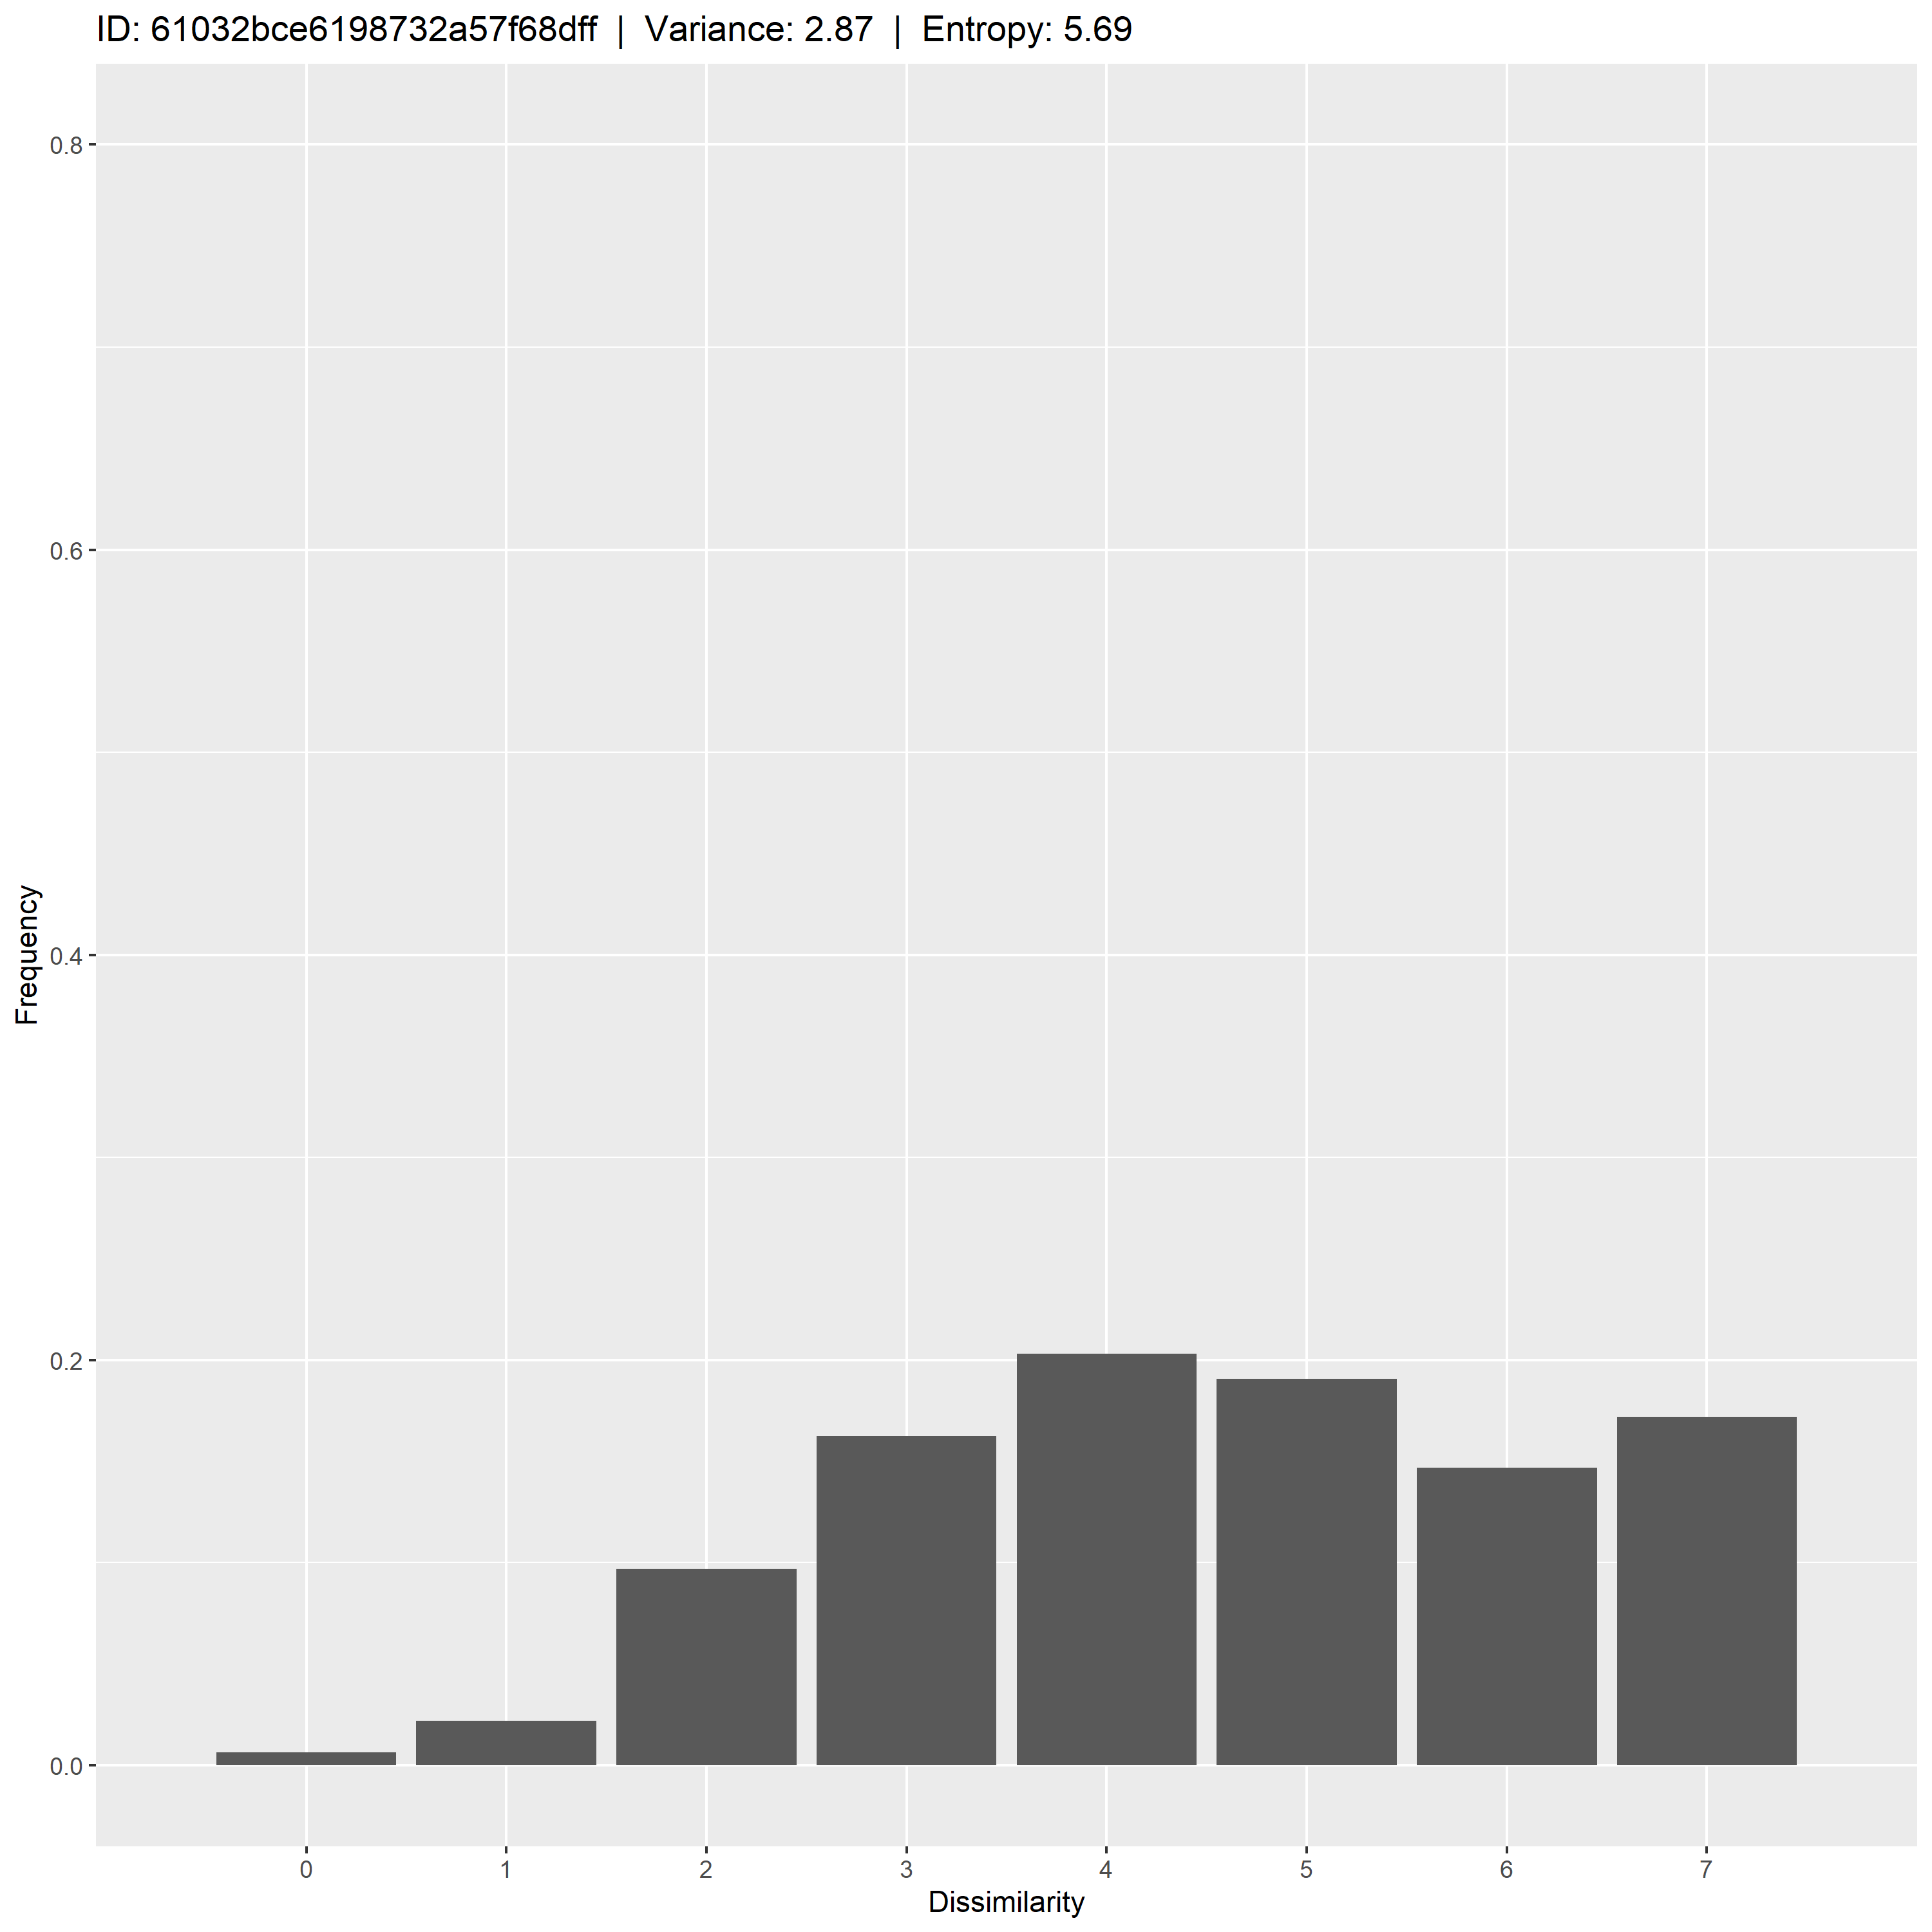 ID: 61032bce6198732a57f68dff | Variance: 2.87 | Entropy: 5.69
0.8
0.6
0.4
0.2
0.0
Frequency
0 1 2 3 4 5 6 7
Dissimilarity